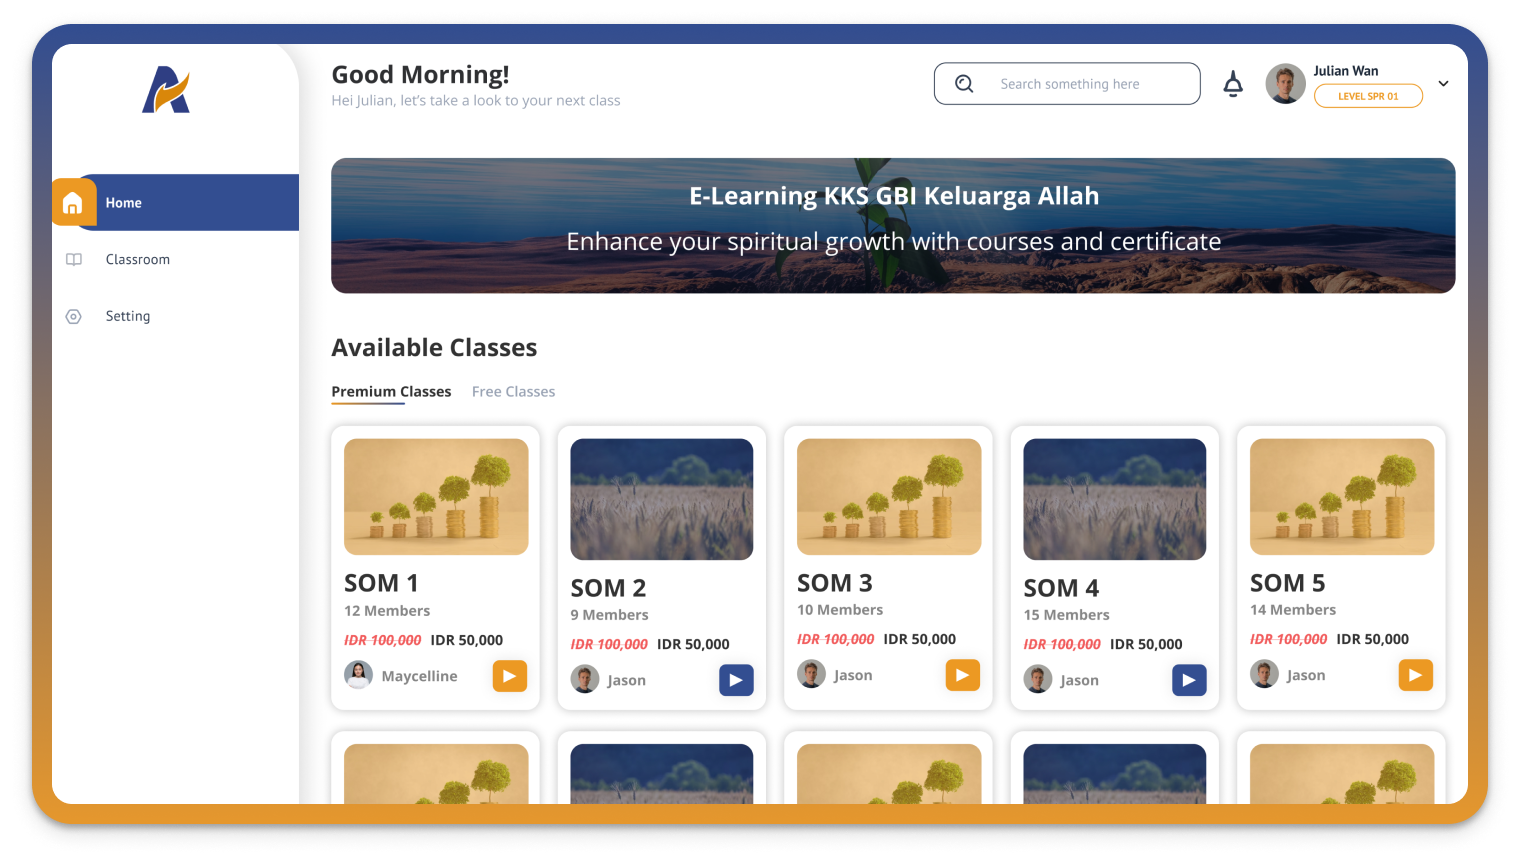 Good Morning!
Hei Julian, let's take a look to your next class
Search something here
Julian Wan
LEVEL SPR 01
Home
Classroom
Setting
E-Learning KKS GBI Keluarga Allah
Enhance your spiritual growth with courses and certificate
Available Classes
Premium Classes Free Classes
SOM 1
12 Members
IDR 100,000 IDR 50,000
Maycelline
SOM 2
9 Members
IDR 100,000 IDR 50,000
Jason
SOM 3
10 Members
IDR 100,000 IDR 50,000
Jason
SOM 4
15 Members
IDR 100,000 IDR 50,000
Jason
SOM 5
14 Members
IDR 100,000 IDR 50,000
Jason